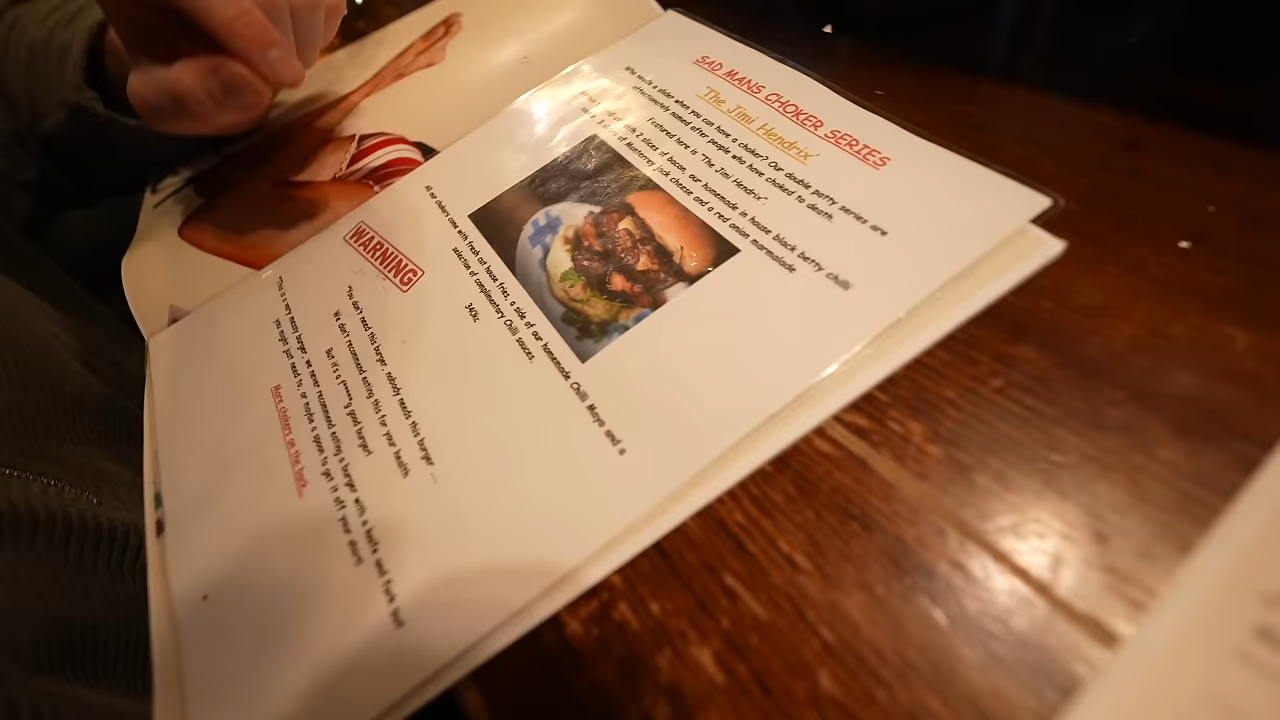 SAD MANS CHOKER SERIES
'The Jimi Hendrix'
Who needs a slider when you can have a choker? Our double patty series are
affectionately named after people who have choked to death.
Featured here is "The Jimi Hendrix".
with 2 slices of bacon, our homemade in house black betty chilli
of Monterrey Jack cheese and a red onion marmalade
All our chokers come with fresh cut house fries, a side of our homemade Chilli Mayo and a
selection of complimentary Chilli sauces.
340kc
WARNING
"You don't need this burger, nobody needs this burger ....
We don't recommend eating this for your health.
But it's a f****g good burger!
"This is a very messy burger, we never recommend eating a burger with a knife and fork but
you might just need to, or maybe a spoon to get it off your shirt!
More chokers on the back...